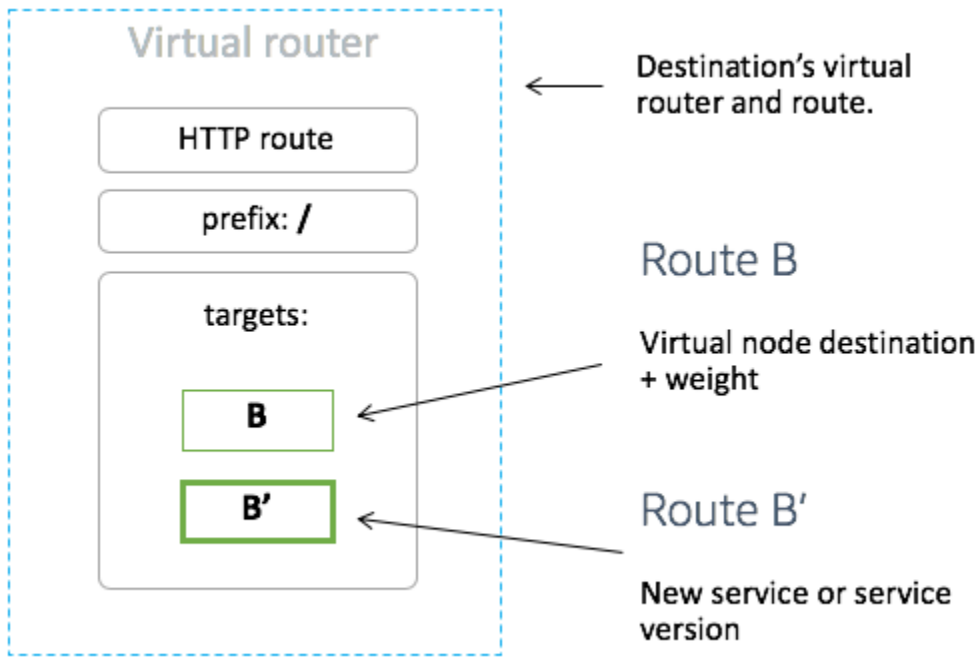 Virtual router
HTTP route
prefix: /
targets:
B
B’
Destination’s virtual
router and route.
Route B
Virtual node destination
+ weight
Route B’
New service or service
version